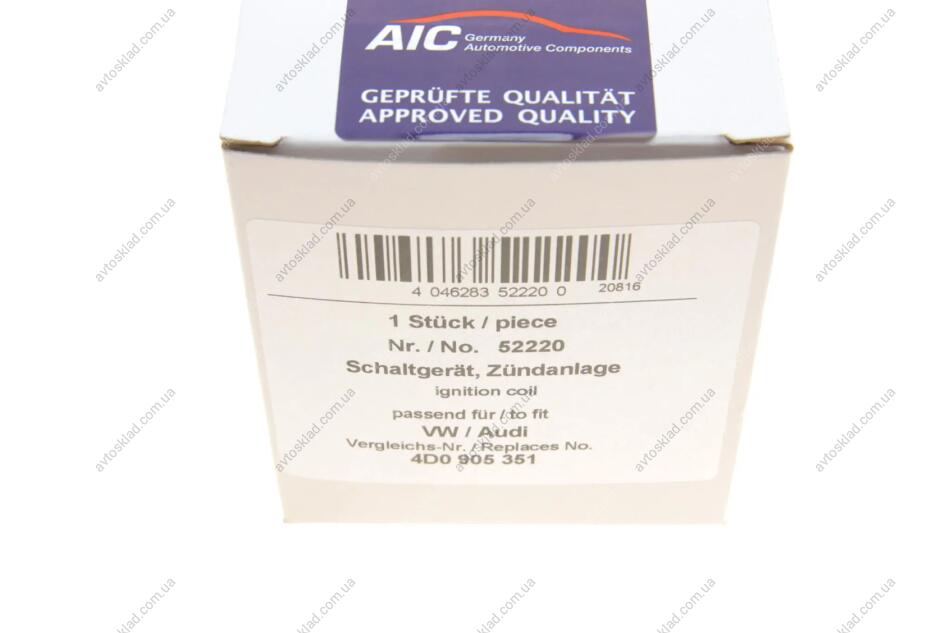 AIC Germany
Automotive Components
GEPRÜFTE QUALITÄT
APPROVED QUALITY
4 046283 52220 0
20816
1 Stück / piece
Nr. / No. 52220
Schaltgerät, Zündanlage
ignition coil
passend für / to fit
VW / Audi
Vergleichs-Nr. / Replaces No.
4D0 905 351
avtosklad.com.ua